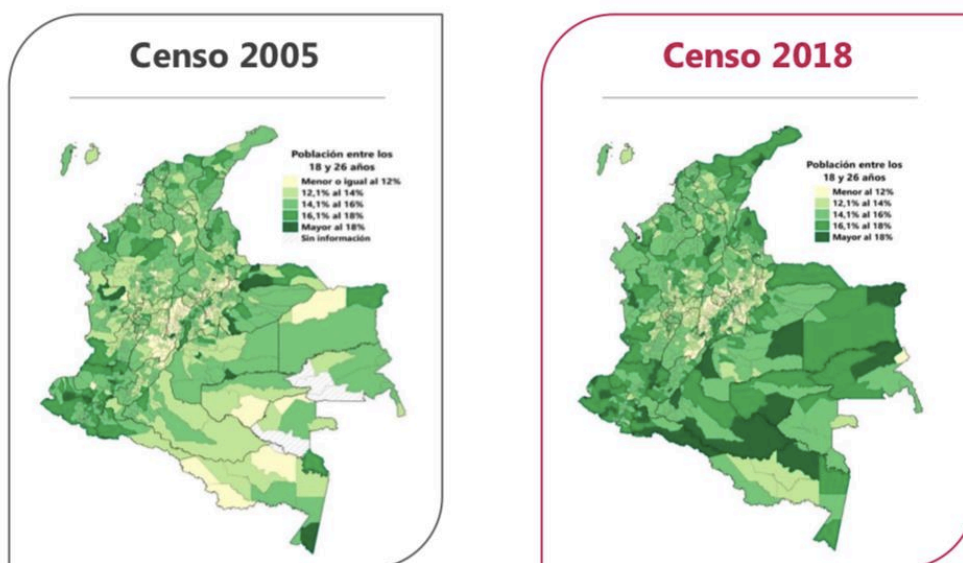 Censo 2005
Población entre los
18 y 26 años
Menor o igual al 12%
12,1% al 14%
14,1% al 16%
16,1% al 18%
Mayor al 18%
Sin información
Censo 2018
Población entre los
18 y 26 años
Menor al 12%
12,1% al 14%
14,1% al 16%
16,1% al 18%
Mayor al 18%